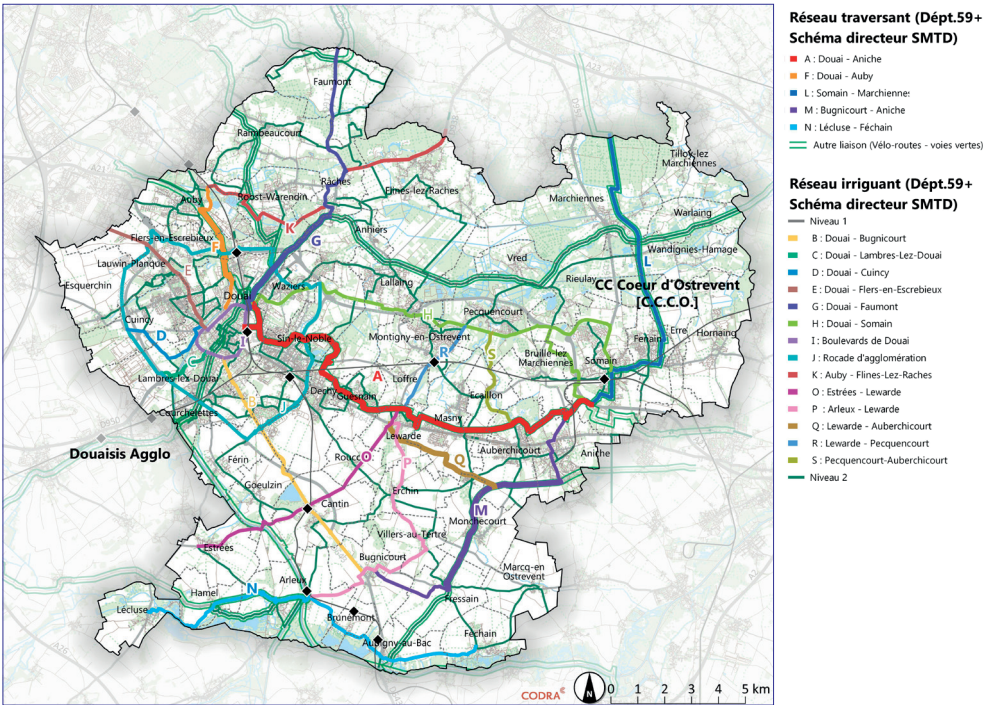 Faumont
Raimbeaucourt
Râches
Flines-lez-Raches
Tilloy-lez
Marchiennes
Marchiennes
Warlaing
Auby
Roost-Warendin
K
Flers-en-Escrebieux
F
G
Anhiers
Wandignies-Hamage
Lauwin-Planque
E
Vred
L
Esquerchin
Waziers
Lallaing
Rieulay
CC Coeur d'Ostrevent
[C.C.C.O.]
Douai
Cuincy
H
Pecquencourt
D
I
Sin-le-Noble
Montigny-en-Ostrevent
Erre
Hornaing
Fenain
C
R
S
Bruille-lez
Marchiennes
Somain
Lambres-lez-Douai
A
Loffre
Dechy
Guesnain
Ecaillon
B
J
Courchelettes
Masny
Lewarde
Douaisis Agglo
Auberchicourt
Aniche
Férin
Roucc
O
P
Q
Goeulzin
Erchin
Cantin
M
Monchecourt
Estrées
Villers-au-Tertre
Bugnicourt
Marcq-en
Ostrevent
Arleux
Hamel
N
Fressain
Lécluse
Brunemont
Aubigny-au-Bac
Féchain
CODRA
N
0 1 2 3 4 5 km
Réseau traversant (Dépt.59+
Schéma directeur SMTD)
A : Douai - Aniche
F : Douai - Auby
L : Somain - Marchiennes
M : Bugnicourt - Aniche
N : Lécluse - Féchain
Autre liaison (Vélo-routes - voies vertes)
Réseau irriguant (Dépt.59+
Schéma directeur SMTD)
Niveau 1
B : Douai - Bugnicourt
C : Douai - Lambres-Lez-Douai
D : Douai - Cuincy
E : Douai - Flers-en-Escrebieux
G : Douai - Faumont
H : Douai - Somain
I : Boulevards de Douai
J : Rocade d'agglomération
K : Auby - Flines-Lez-Raches
O : Estrées - Lewarde
P : Arleux - Lewarde
Q : Lewarde - Auberchicourt
R : Lewarde - Pecquencourt
S : Pecquencourt-Auberchicourt
Niveau 2